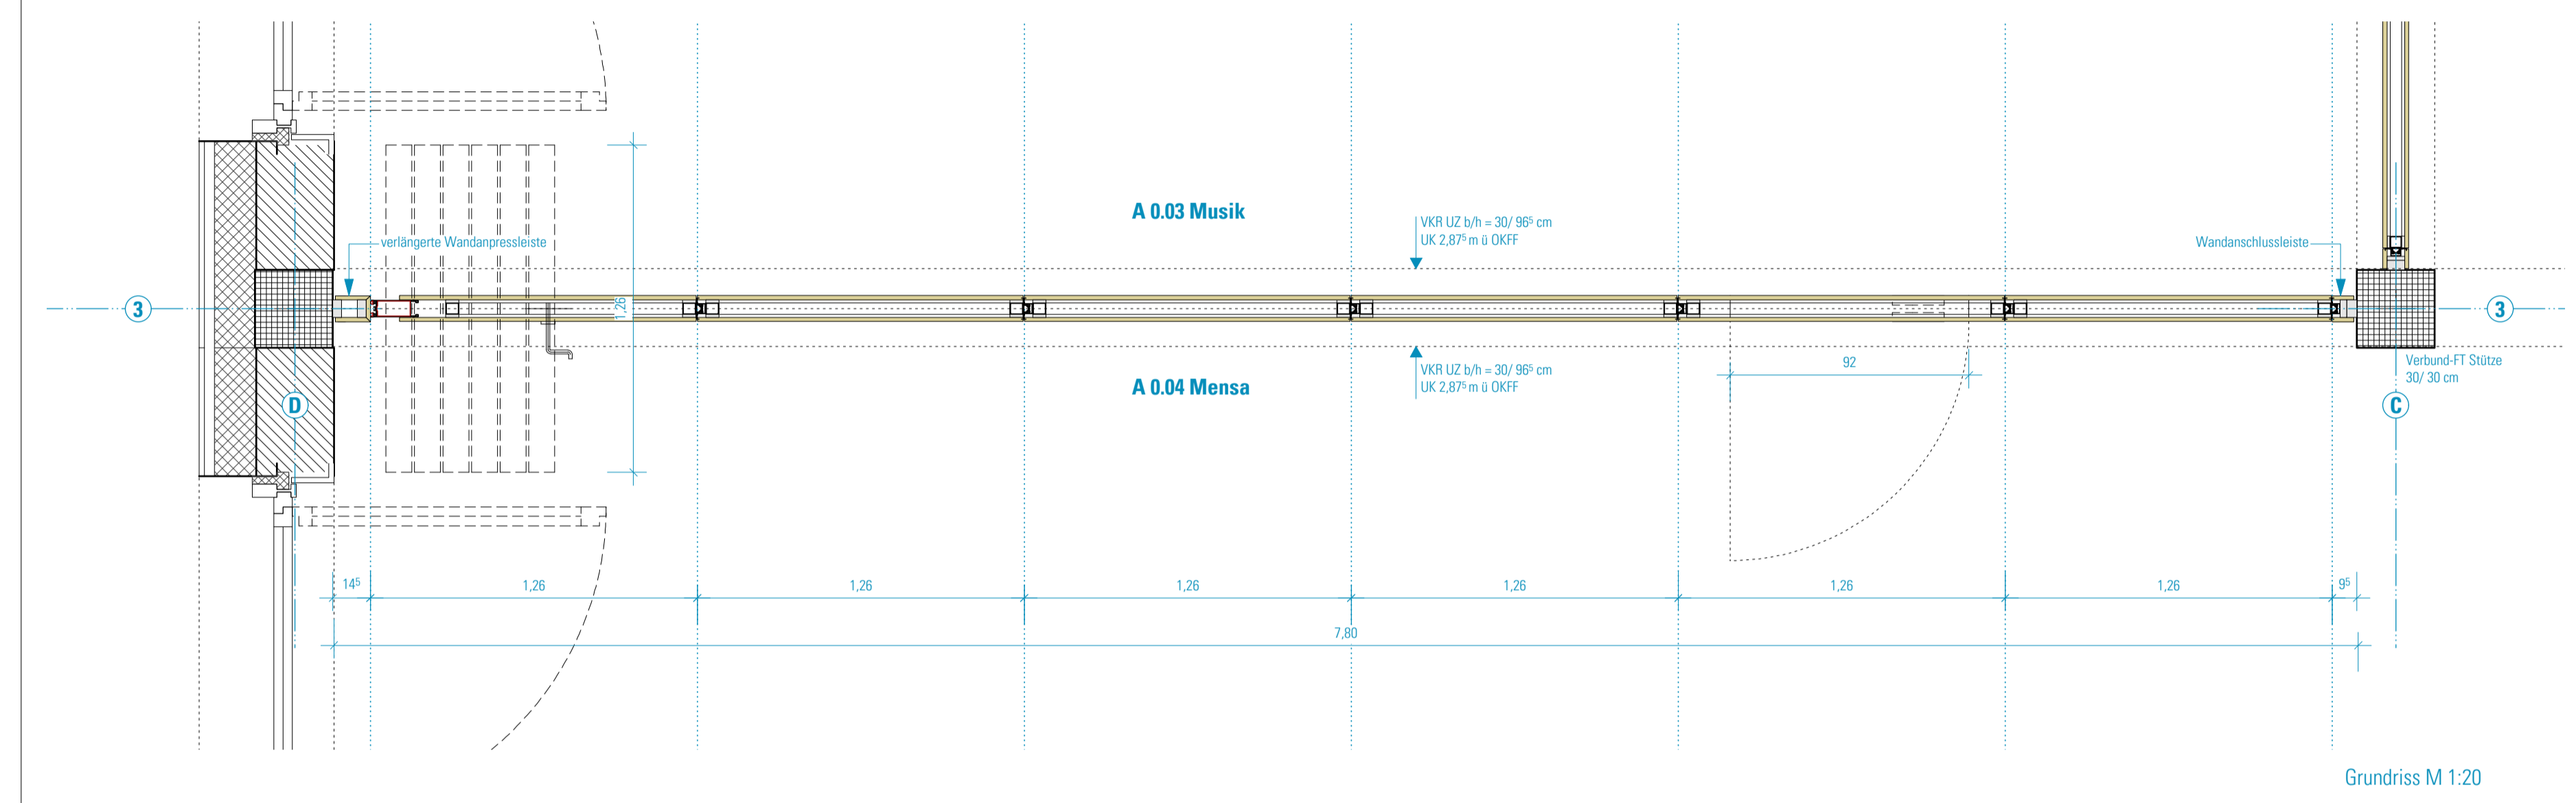 A 0.03 Musik
VKR UZ b/h = 30/ 96⁵ cm
UK 2,87⁵ m ü OKFF
verlängerte Wandanpressleiste
Wandanschlussleiste
3
1,26
3
A 0.04 Mensa
VKR UZ b/h = 30/ 96⁵ cm
UK 2,87⁵ m ü OKFF
92
Verbund-FT Stütze
30/ 30 cm
D
C
14⁵ 1,26 1,26 1,26 1,26 1,26 1,26 9⁵
7,80
Grundriss M 1:20